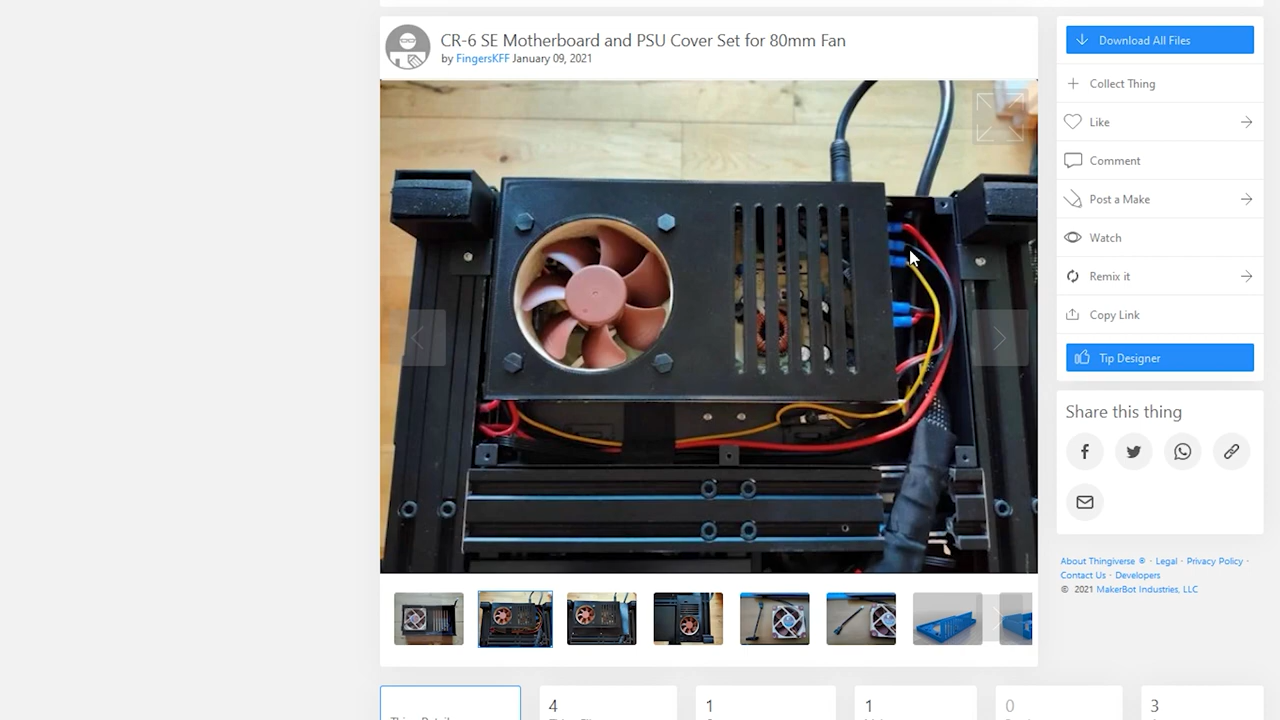 CR-6 SE Motherboard and PSU Cover Set for 80mm Fan
by FingersKFF January 09, 2021
Download All Files
Collect Thing
Like
Comment
Post a Make
Watch
Remix it
Copy Link
Tip Designer
Share this thing
About Thingiverse ® · Legal · Privacy Policy ·
Contact Us · Developers
© 2021 MakerBot Industries, LLC
4
1
1
0
3